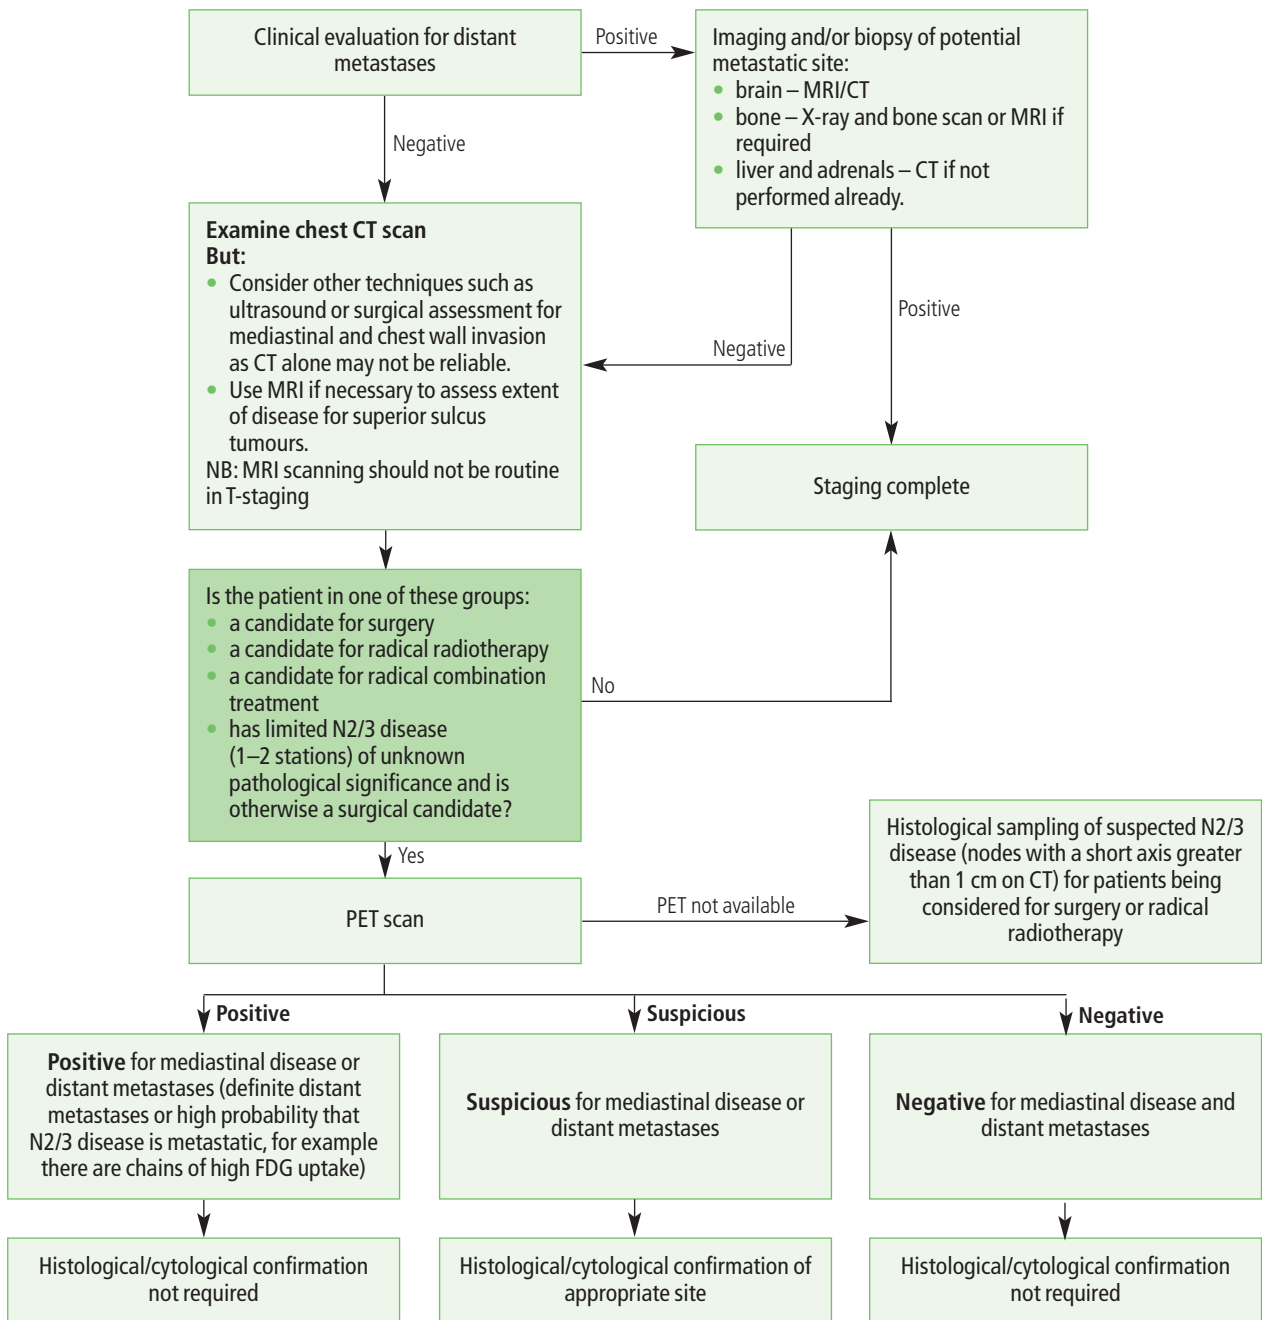 Clinical evaluation for distant
metastases
Positive
Imaging and/or biopsy of potential
metastatic site:
• brain – MRI/CT
• bone – X-ray and bone scan or MRI if
required
• liver and adrenals – CT if not
performed already.
Negative
Examine chest CT scan
But:
• Consider other techniques such as
ultrasound or surgical assessment for
mediastinal and chest wall invasion
as CT alone may not be reliable.
• Use MRI if necessary to assess extent
of disease for superior sulcus
tumours.
NB: MRI scanning should not be routine
in T-staging
Negative
Positive
Staging complete
Is the patient in one of these groups:
• a candidate for surgery
• a candidate for radical radiotherapy
• a candidate for radical combination
treatment
• has limited N2/3 disease
(1–2 stations) of unknown
pathological significance and is
otherwise a surgical candidate?
No
Yes
PET scan
PET not available
Histological sampling of suspected N2/3
disease (nodes with a short axis greater
than 1 cm on CT) for patients being
considered for surgery or radical
radiotherapy
Positive
Suspicious
Negative
Positive for mediastinal disease or
distant metastases (definite distant
metastases or high probability that
N2/3 disease is metastatic, for example
there are chains of high FDG uptake)
Suspicious for mediastinal disease or
distant metastases
Negative for mediastinal disease and
distant metastases
Histological/cytological confirmation
not required
Histological/cytological confirmation of
appropriate site
Histological/cytological confirmation
not required